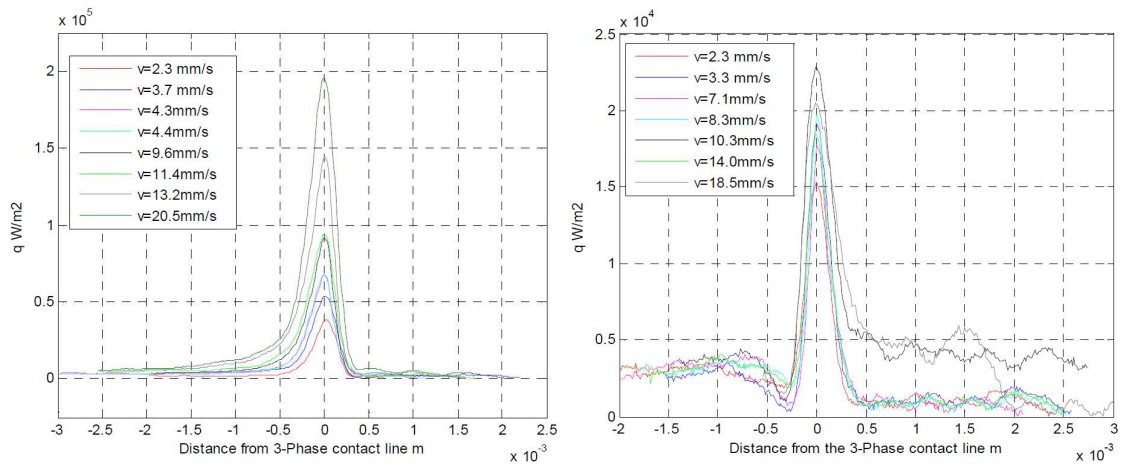 x 10⁵
2
1.5
1
0.5
0
q W/m2
v=2.3 mm/s
v=3.7 mm/s
v=4.3mm/s
v=4.4mm/s
v=9.6mm/s
v=11.4mm/s
v=13.2mm/s
v=20.5mm/s
-3 -2.5 -2 -1.5 -1 -0.5 0 0.5 1 1.5 2 2.5
Distance from 3-Phase contact line m
x 10⁻³
x 10⁴
2.5
2
1.5
1
0.5
0
q W/m2
v=2.3 mm/s
v=3.3 mm/s
v=7.1mm/s
v=8.3mm/s
v=10.3mm/s
v=14.0mm/s
v=18.5mm/s
-2 -1.5 -1 -0.5 0 0.5 1 1.5 2 2.5 3
Distance from the 3-Phase contact line m
x 10⁻³